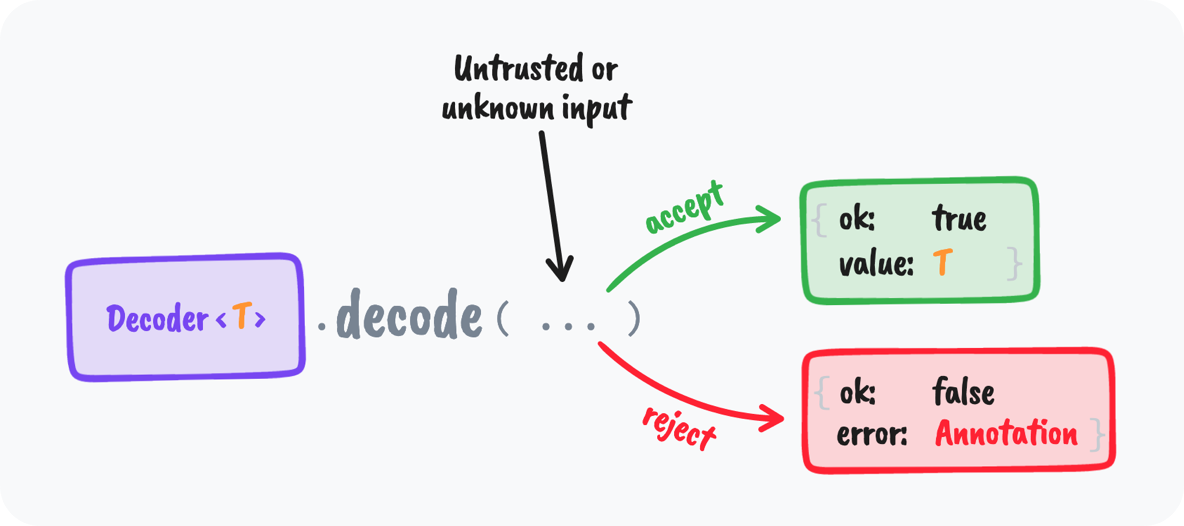 Untrusted or
unknown input
accept
{ ok: true
value: T }
Decoder <T>
.decode( ... )
reject
{ ok: false
error: Annotation }